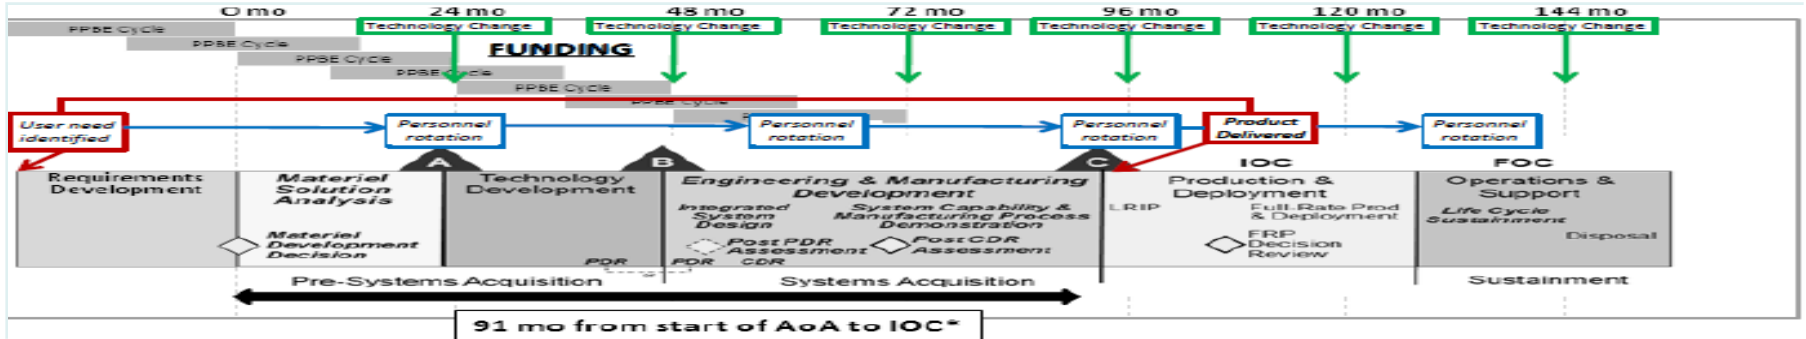 0 mo
24 mo
48 mo
72 mo
96 mo
120 mo
144 mo
Technology Change
Technology Change
Technology Change
Technology Change
Technology Change
Technology Change
PPBE Cycle
PPBE Cycle
PPBE Cycle
PPBE Cycle
PPBE Cycle
PPBE Cycle
FUNDING
User need
identified
Personnel
rotation
Personnel
rotation
Personnel
rotation
Product
Delivered
Personnel
rotation
A
B
C
IOC
FOC
Requirements
Development
Materiel
Solution
Analysis
Materiel
Development
Decision
Technology
Development
PDR
Engineering & Manufacturing
Development
Integrated
System
Design
System Capability &
Manufacturing Process
Demonstration
Post PDR
Assessment
Post CDR
Assessment
PDR
CDR
Production &
Deployment
LRIP
Full-Rate Prod
& Deployment
FRP
Decision
Review
Operations &
Support
Life Cycle
Sustainment
Disposal
Pre-Systems Acquisition
Systems Acquisition
Sustainment
91 mo from start of AoA to IOC*